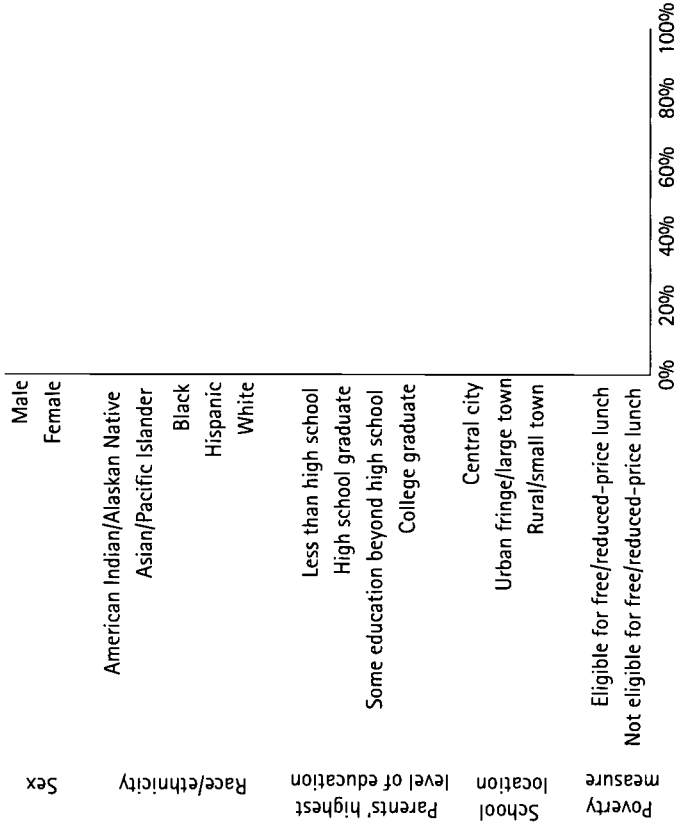 Sex
Male
Female
Race/ethnicity
American Indian/Alaskan Native
Asian/Pacific Islander
Black
Hispanic
White
Parents' highest
level of education
Less than high school
High school graduate
Some education beyond high school
College graduate
School
location
Central city
Urban fringe/large town
Rural/small town
Poverty
measure
Eligible for free/reduced-price lunch
Not eligible for free/reduced-price lunch
0% 20% 40% 60% 80% 100%